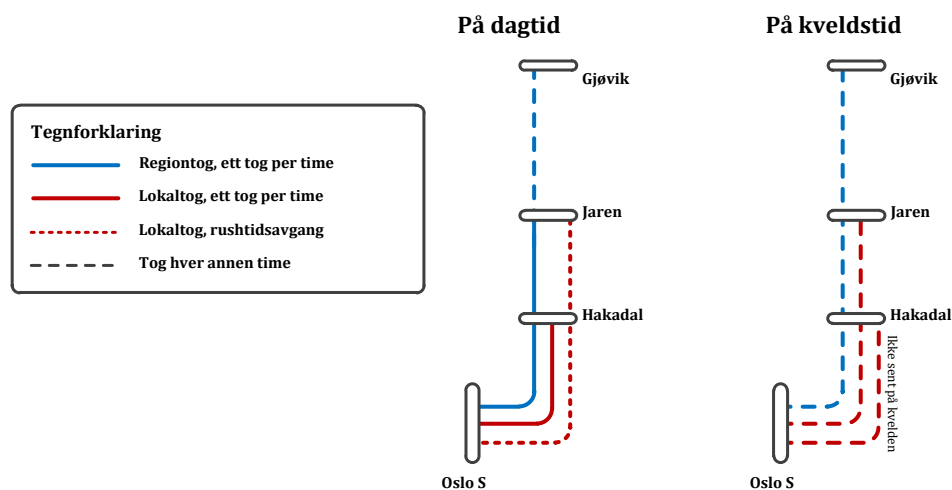 På dagtid
På kveldstid
Gjøvik
Gjøvik
Tegnforklaring
Regiontog, ett tog per time
Lokaltog, ett tog per time
Lokaltog, rushtidsavgang
Tog hver annen time
Jaren
Jaren
Hakadal
Hakadal
Ikke sent på kvelden
Oslo S
Oslo S